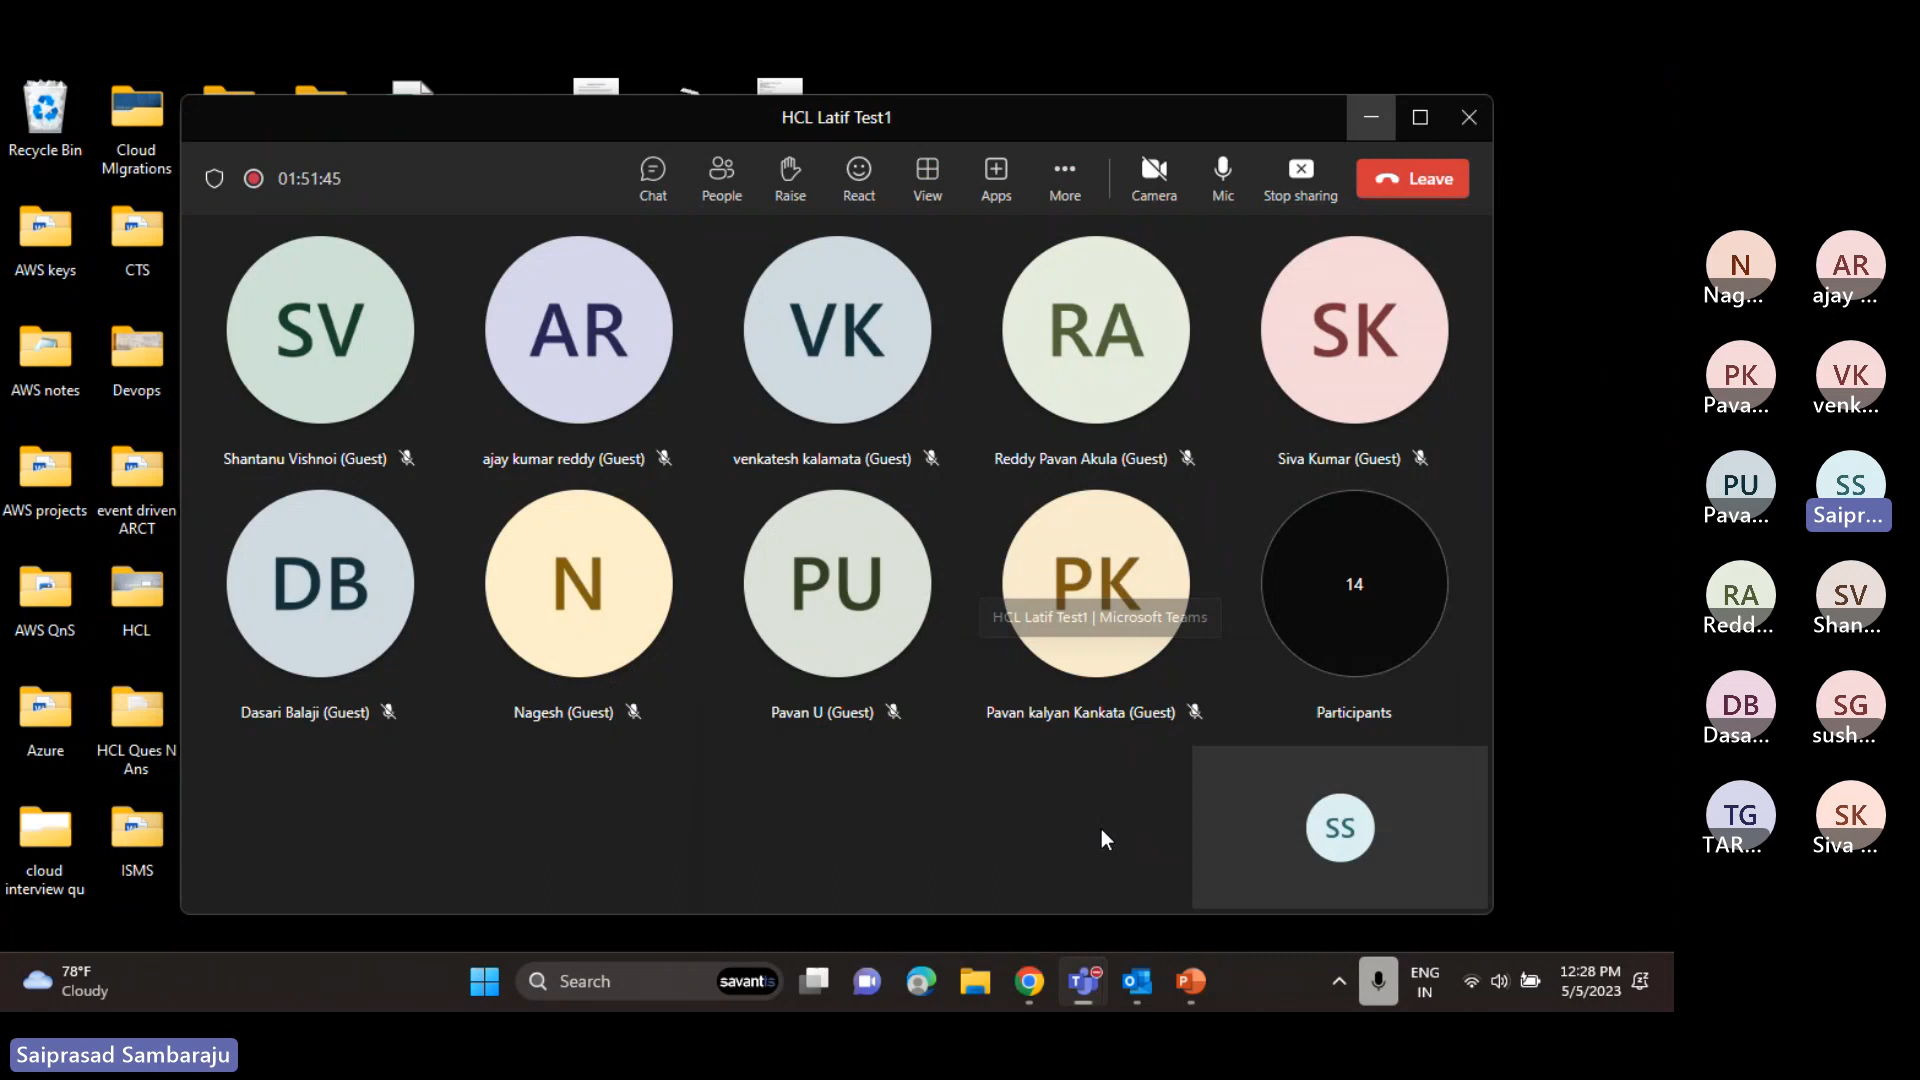 HCL Latif Test1
01:51:45
Chat
People
Raise
React
View
Apps
More
Camera
Mic
Stop sharing
Leave
Recycle Bin
Cloud
MIgrations
AWS keys
CTS
AWS notes
Devops
AWS projects
event driven
ARCT
AWS QnS
HCL
Azure
HCL Ques N
Ans
cloud
interview qu
ISMS
SV
AR
VK
RA
SK
Shantanu Vishnoi (Guest)
ajay kumar reddy (Guest)
venkatesh kalamata (Guest)
Reddy Pavan Akula (Guest)
Siva Kumar (Guest)
DB
N
PU
PK
14
HCL Latif Test1 | Microsoft Teams
Dasari Balaji (Guest)
Nagesh (Guest)
Pavan U (Guest)
Pavan kalyan Kankata (Guest)
Participants
SS
N
Nag...
AR
ajay ...
PK
Pava...
VK
venk...
PU
Pava...
SS
Saipr...
RA
Redd...
SV
Shan...
DB
Dasa...
SG
sush...
TG
TAR...
SK
Siva ...
78°F
Cloudy
Search
savantis
ENG
IN
12:28 PM
5/5/2023
Saiprasad Sambaraju